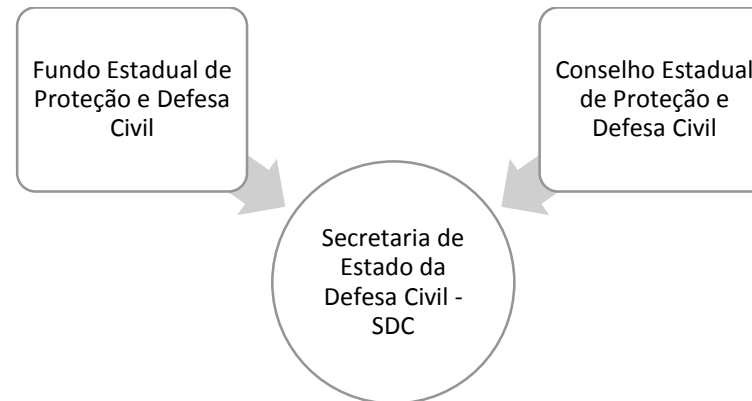 Fundo Estadual de
Proteção e Defesa
Civil
Conselho Estadual
de Proteção e
Defesa Civil
Secretaria de
Estado da
Defesa Civil -
SDC